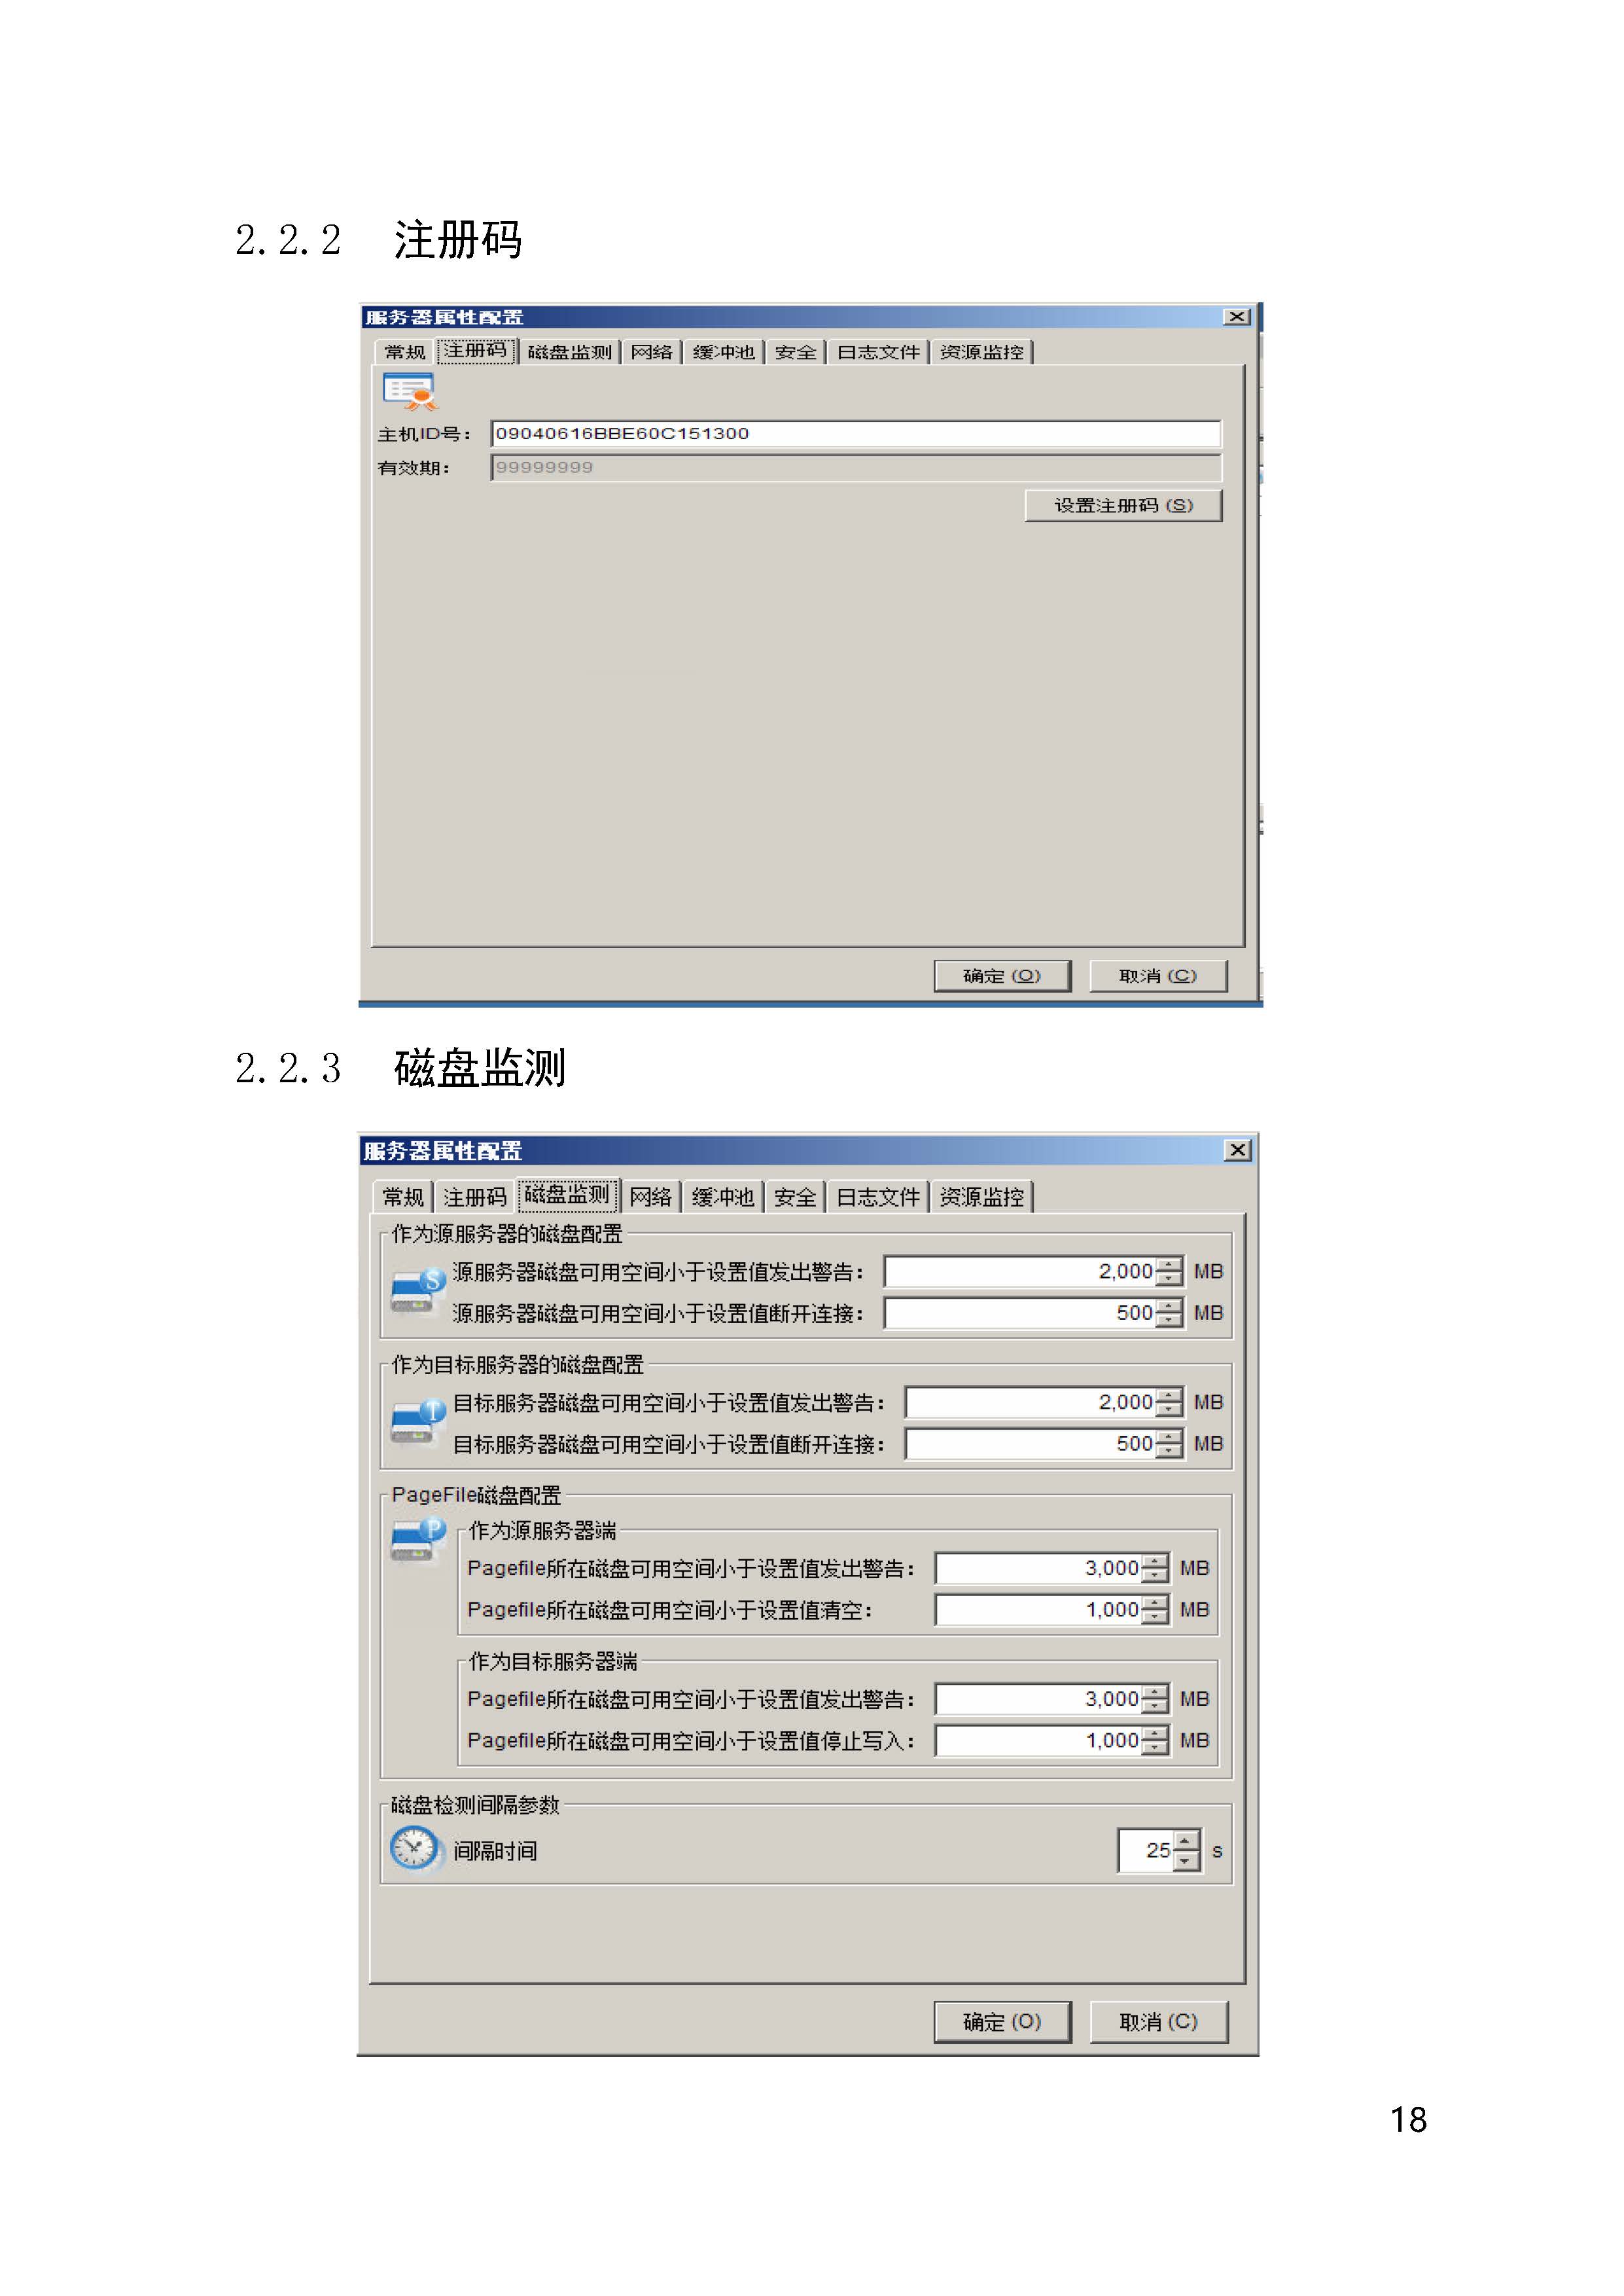 2.2.2 注册码
服务器属性配置
常规 注册码 磁盘监测 网络 缓冲池 安全 日志文件 资源监控
主机ID号： 09040616BBE60C151300
有效期： 99999999
设置注册码 (S)
确定 (O) 取消 (C)
2.2.3 磁盘监测
服务器属性配置
常规 注册码 磁盘监测 网络 缓冲池 安全 日志文件 资源监控
作为源服务器的磁盘配置
S
源服务器磁盘可用空间小于设置值发出警告： 2,000 MB
源服务器磁盘可用空间小于设置值断开连接： 500 MB
作为目标服务器的磁盘配置
T
目标服务器磁盘可用空间小于设置值发出警告： 2,000 MB
目标服务器磁盘可用空间小于设置值断开连接： 500 MB
PageFile磁盘配置
P
作为源服务器端
Pagefile所在磁盘可用空间小于设置值发出警告： 3,000 MB
Pagefile所在磁盘可用空间小于设置值清空： 1,000 MB
作为目标服务器端
Pagefile所在磁盘可用空间小于设置值发出警告： 3,000 MB
Pagefile所在磁盘可用空间小于设置值停止写入： 1,000 MB
磁盘检测间隔参数
间隔时间 25 s
确定 (O) 取消 (C)
18